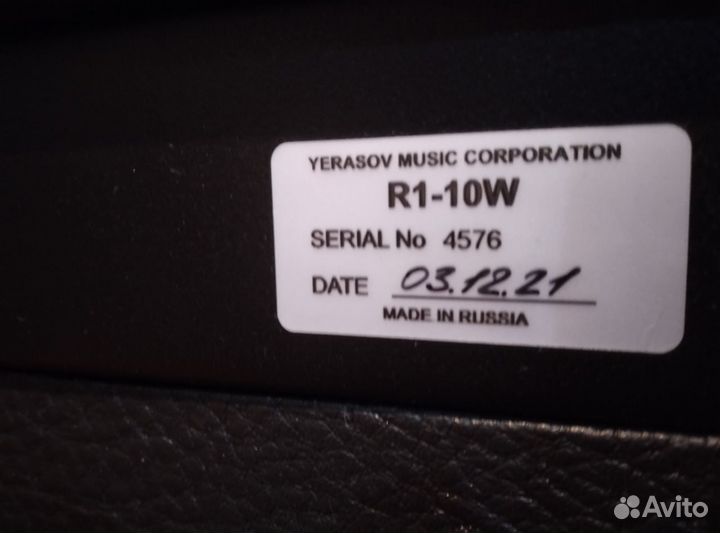 YERASOV MUSIC CORPORATION
R1-10W
SERIAL No 4576
DATE 03.12.21
MADE IN RUSSIA
Avito